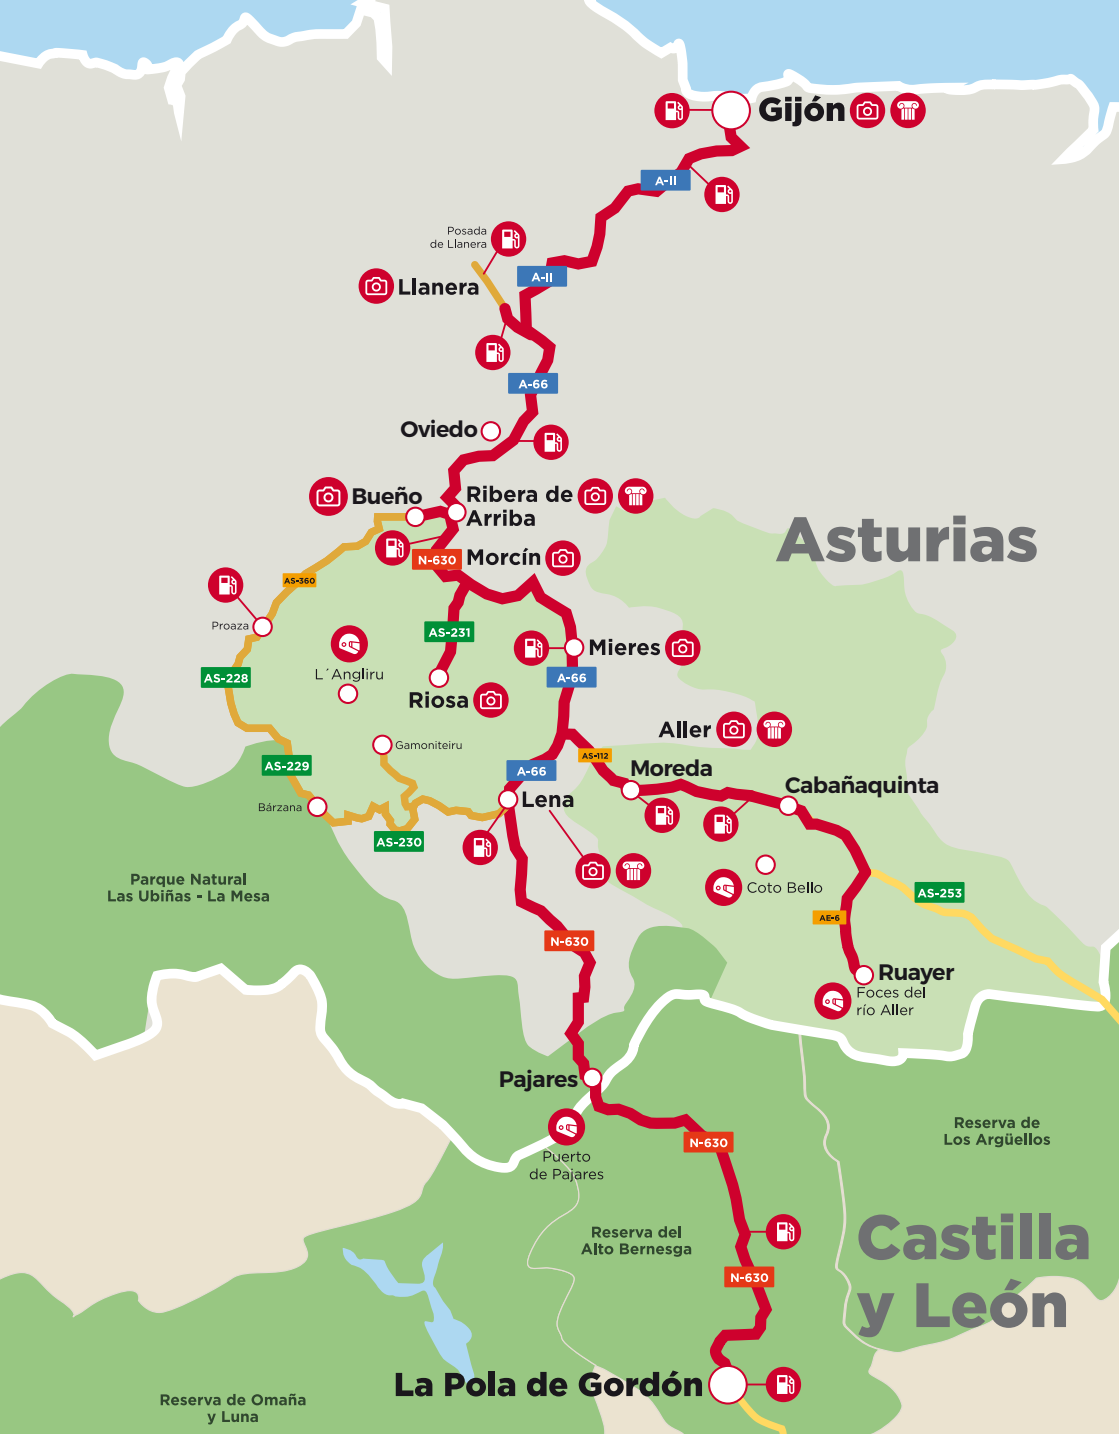 Gijón
A-II
Posada
de Llanera
A-II
Llanera
A-66
Oviedo
Bueño
Ribera de
Arriba
N-630
Morcín
Asturias
AS-360
Proaza
AS-231
Mieres
L´Angliru
AS-228
A-66
Riosa
Aller
Gamoniteiru
AS-112
AS-229
A-66
Moreda
Cabañaquinta
Bárzana
Lena
AS-230
Parque Natural
Las Ubiñas - La Mesa
Coto Bello
AS-253
AE-6
N-630
Ruayer
Foces del
río Aller
Pajares
Puerto
de Pajares
N-630
Reserva de
Los Argüellos
Reserva del
Alto Bernesga
Castilla
y León
N-630
La Pola de Gordón
Reserva de Omaña
y Luna